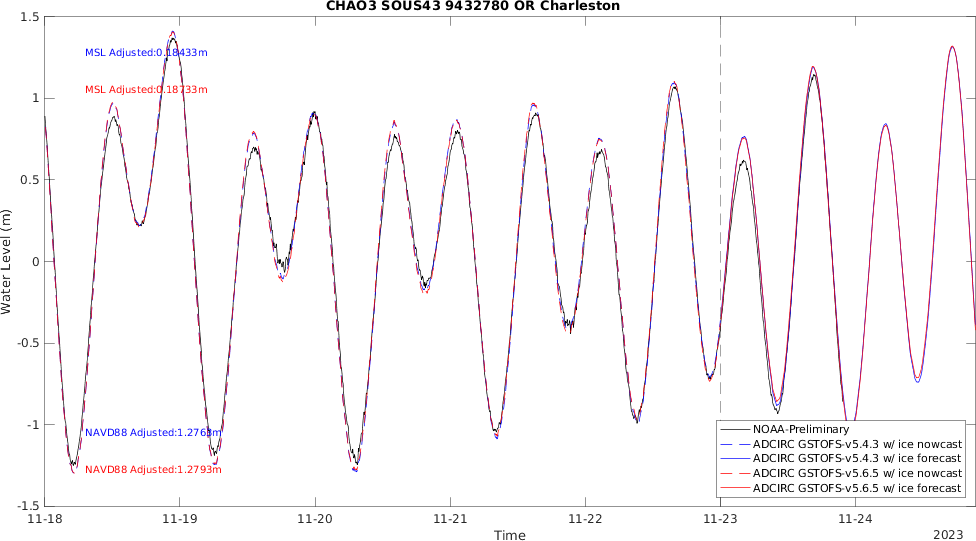 CHAO3 SOUS43 9432780 OR Charleston
1.5
MSL Adjusted:0.18433m
1
MSL Adjusted:0.18733m
0.5
0
Water Level (m)
-0.5
-1
NAVD88 Adjusted:1.2763m
NAVD88 Adjusted:1.2793m
-1.5
NOAA-Preliminary
ADCIRC GSTOFS-v5.4.3 w/ ice nowcast
ADCIRC GSTOFS-v5.4.3 w/ ice forecast
ADCIRC GSTOFS-v5.6.5 w/ ice nowcast
ADCIRC GSTOFS-v5.6.5 w/ ice forecast
11-18 11-19 11-20 11-21 11-22 11-23 11-24
Time
2023